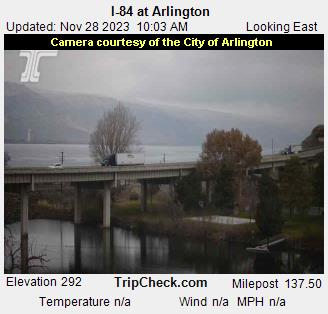 I-84 at Arlington
Updated: Nov 28 2023 10:03 AM Looking East
Camera courtesy of the City of Arlington
Elevation 292 TripCheck.com Milepost 137.50
Temperature n/a Wind n/a MPH n/a